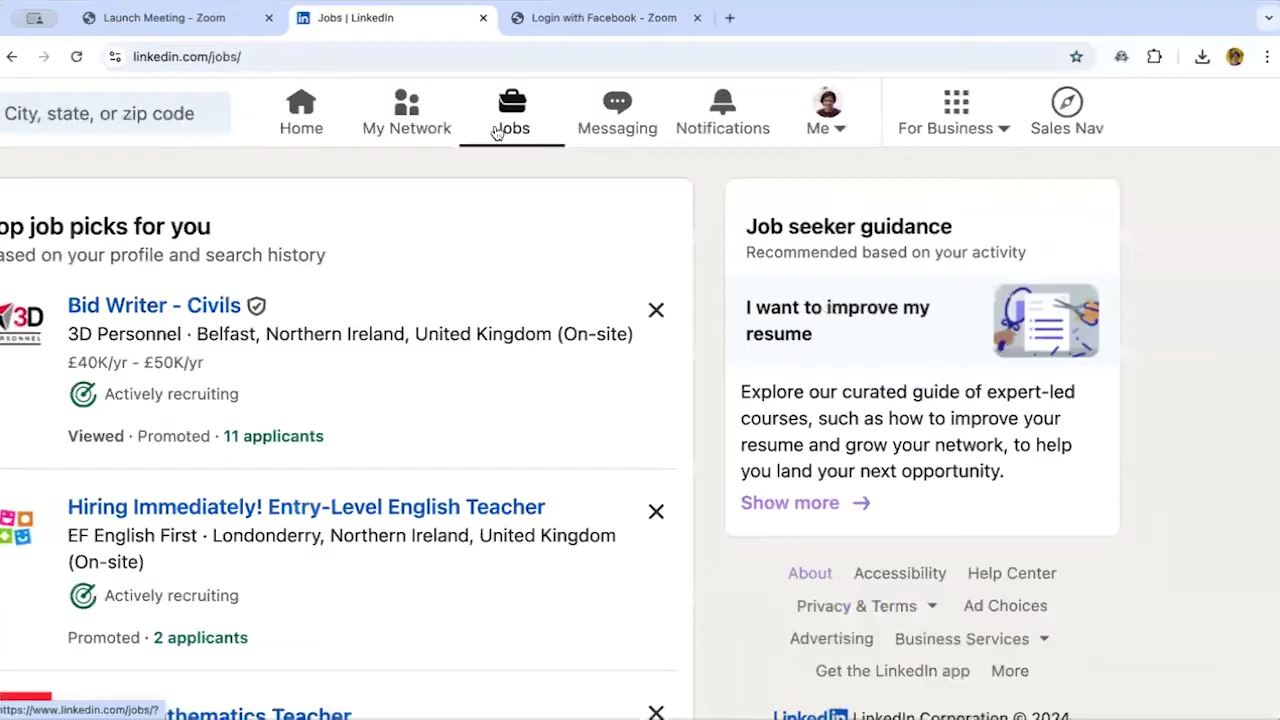 Launch Meeting - Zoom
Jobs | LinkedIn
Login with Facebook - Zoom
linkedin.com/jobs/
City, state, or zip code
Home
My Network
Jobs
Messaging
Notifications
Me
For Business
Sales Nav
op job picks for you
ased on your profile and search history
3D
ERSONNEL
Bid Writer - Civils
3D Personnel · Belfast, Northern Ireland, United Kingdom (On-site)
£40K/yr - £50K/yr
Actively recruiting
Viewed · Promoted · 11 applicants
Hiring Immediately! Entry-Level English Teacher
EF English First · Londonderry, Northern Ireland, United Kingdom
(On-site)
Actively recruiting
Promoted · 2 applicants
thematics Teacher
https://www.linkedin.com/jobs/?
Job seeker guidance
Recommended based on your activity
I want to improve my
resume
Explore our curated guide of expert-led
courses, such as how to improve your
resume and grow your network, to help
you land your next opportunity.
Show more
About Accessibility Help Center
Privacy & Terms Ad Choices
Advertising Business Services
Get the LinkedIn app More
LinkedIn LinkedIn Corporation © 2024